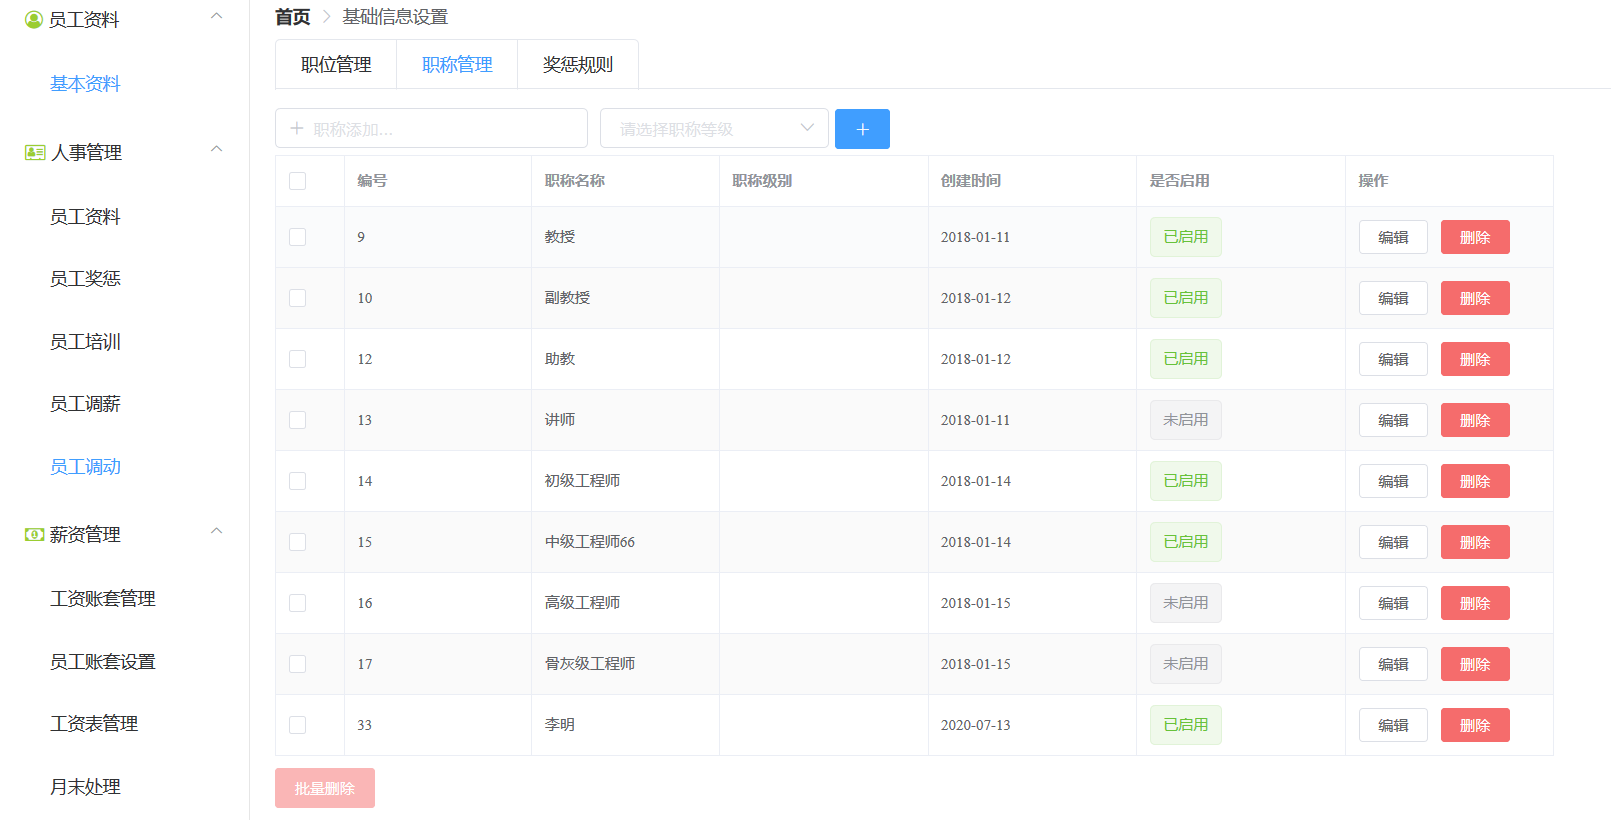 员工资料
基本资料
人事管理
员工资料
员工奖惩
员工培训
员工调薪
员工调动
薪资管理
工资账套管理
员工账套设置
工资表管理
月末处理
首页 > 基础信息设置
职位管理 职称管理 奖惩规则
职称添加... 请选择职称等级 +
编号 职称名称 职称级别 创建时间 是否启用 操作
9 教授 2018-01-11 已启用 编辑 删除
10 副教授 2018-01-12 已启用 编辑 删除
12 助教 2018-01-12 已启用 编辑 删除
13 讲师 2018-01-11 未启用 编辑 删除
14 初级工程师 2018-01-14 已启用 编辑 删除
15 中级工程师66 2018-01-14 已启用 编辑 删除
16 高级工程师 2018-01-15 未启用 编辑 删除
17 骨灰级工程师 2018-01-15 未启用 编辑 删除
33 李明 2020-07-13 已启用 编辑 删除
批量删除